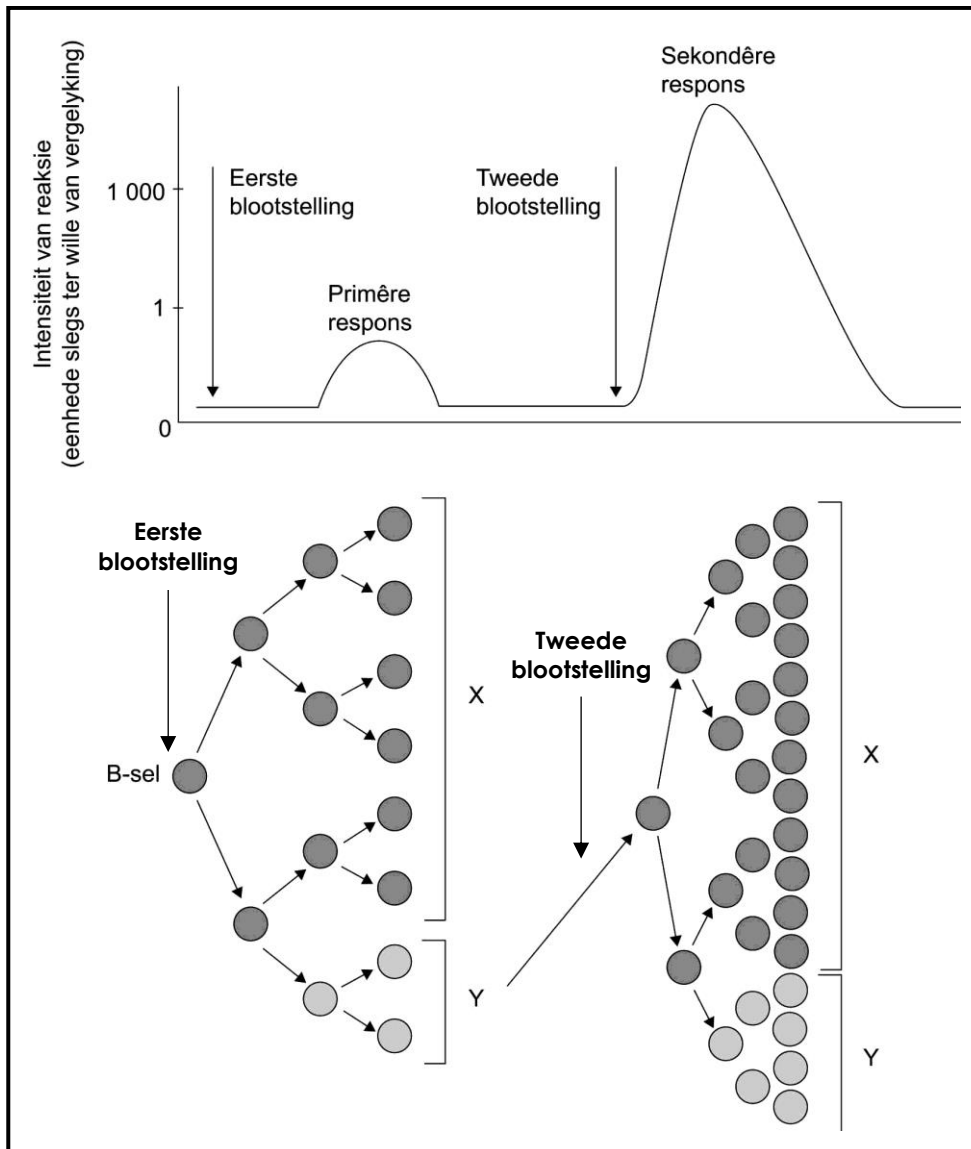 Intensiteit van reaksie
(eenhede slegs ter wille van vergelyking)
1 000
1
0
Eerste
blootstelling
Primêre
respons
Tweede
blootstelling
Sekondêre
respons
Eerste
blootstelling
B-sel
X
Y
Tweede
blootstelling
X
Y